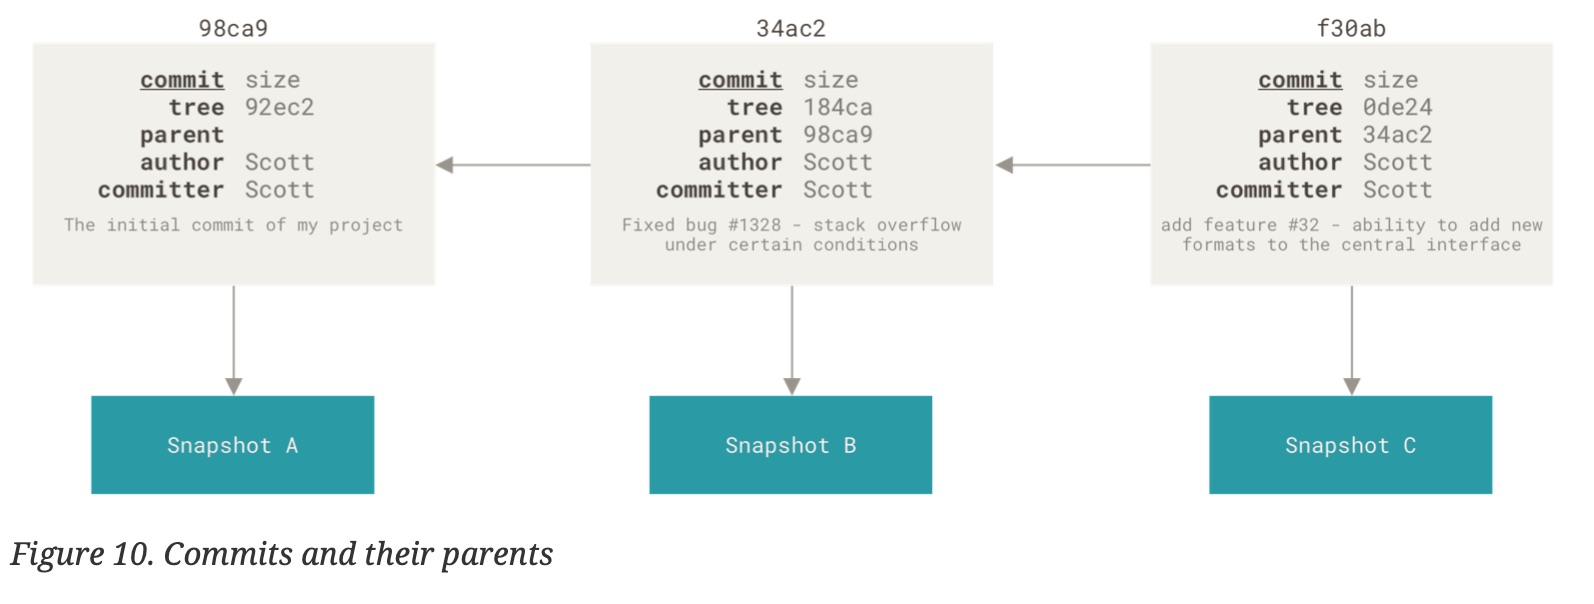 98ca9
commit size
tree 92ec2
parent
author Scott
committer Scott
The initial commit of my project
Snapshot A
34ac2
commit size
tree 184ca
parent 98ca9
author Scott
committer Scott
Fixed bug #1328 - stack overflow
under certain conditions
Snapshot B
f30ab
commit size
tree 0de24
parent 34ac2
author Scott
committer Scott
add feature #32 - ability to add new
formats to the central interface
Snapshot C
Figure 10. Commits and their parents